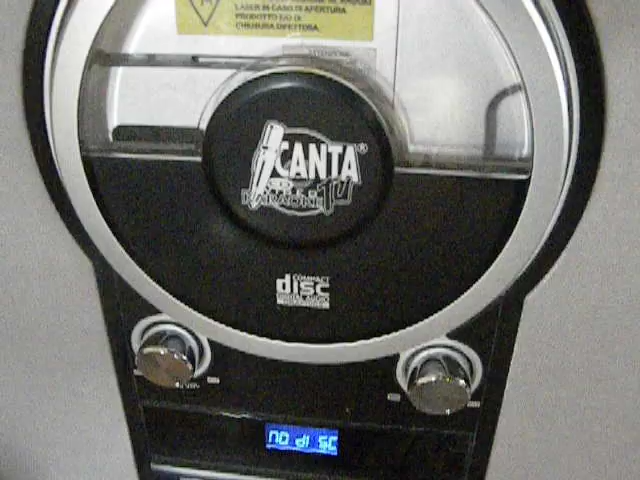 LASER IN CASO DI APERTURA
PRODOTTO E/O DI
CHIUSURA DIFETTOSA.
ATTENZIONE
CANTA®
KARAOKE TU
COMPACT
disc
DIGITAL AUDIO
NO dI SC